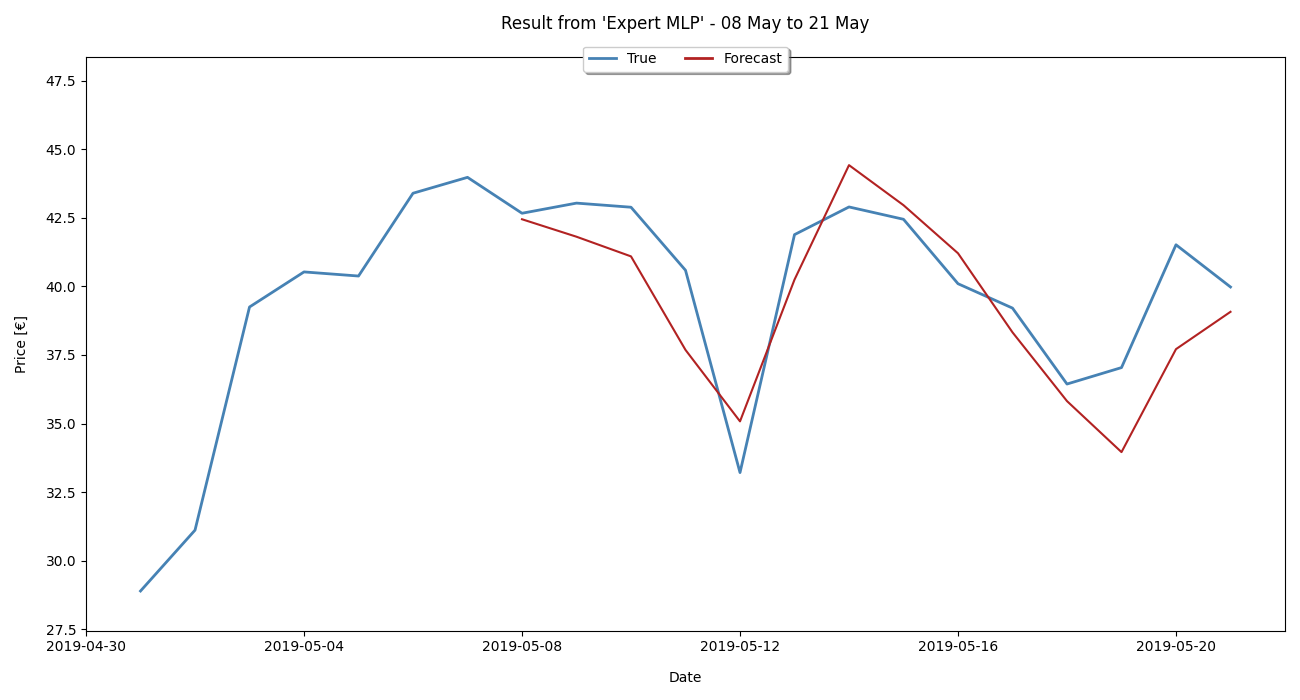 Result from 'Expert MLP' - 08 May to 21 May
True Forecast
47.5
45.0
42.5
40.0
37.5
35.0
32.5
30.0
27.5
Price [€]
2019-04-30 2019-05-04 2019-05-08 2019-05-12 2019-05-16 2019-05-20
Date